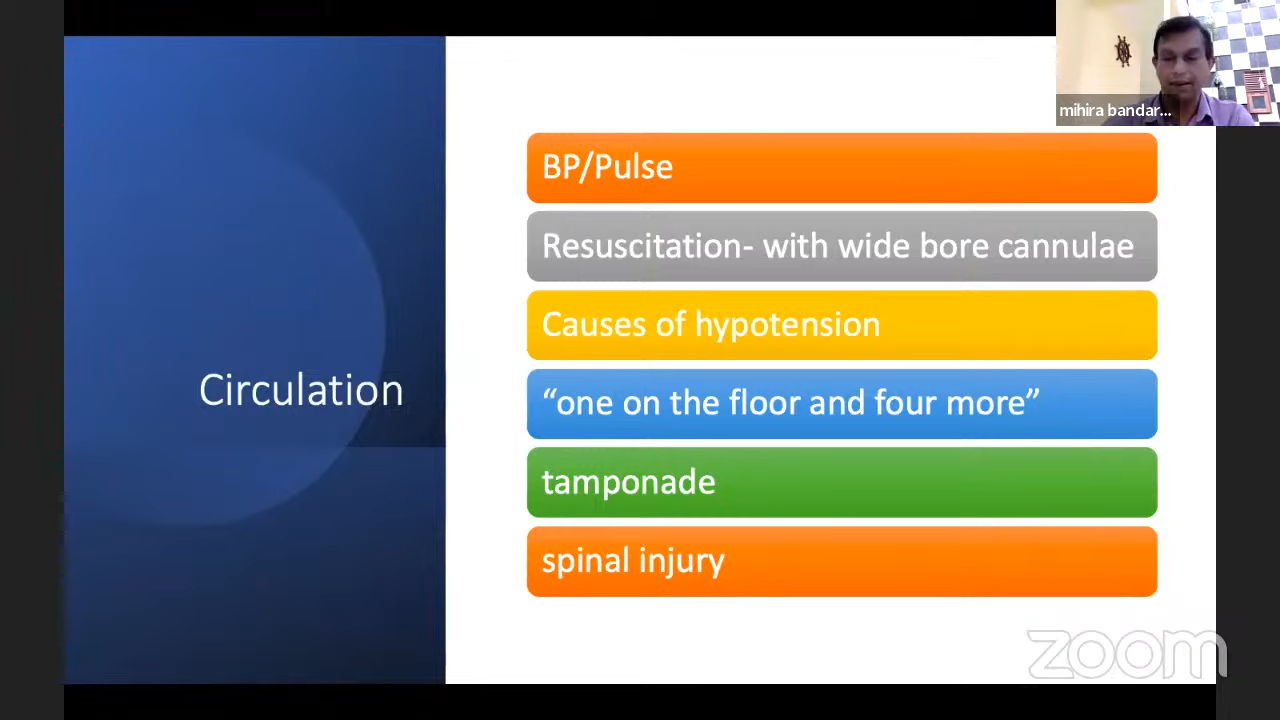 mihira bandar...
BP/Pulse
Resuscitation- with wide bore cannulae
Causes of hypotension
Circulation
“one on the floor and four more”
tamponade
spinal injury
zoom